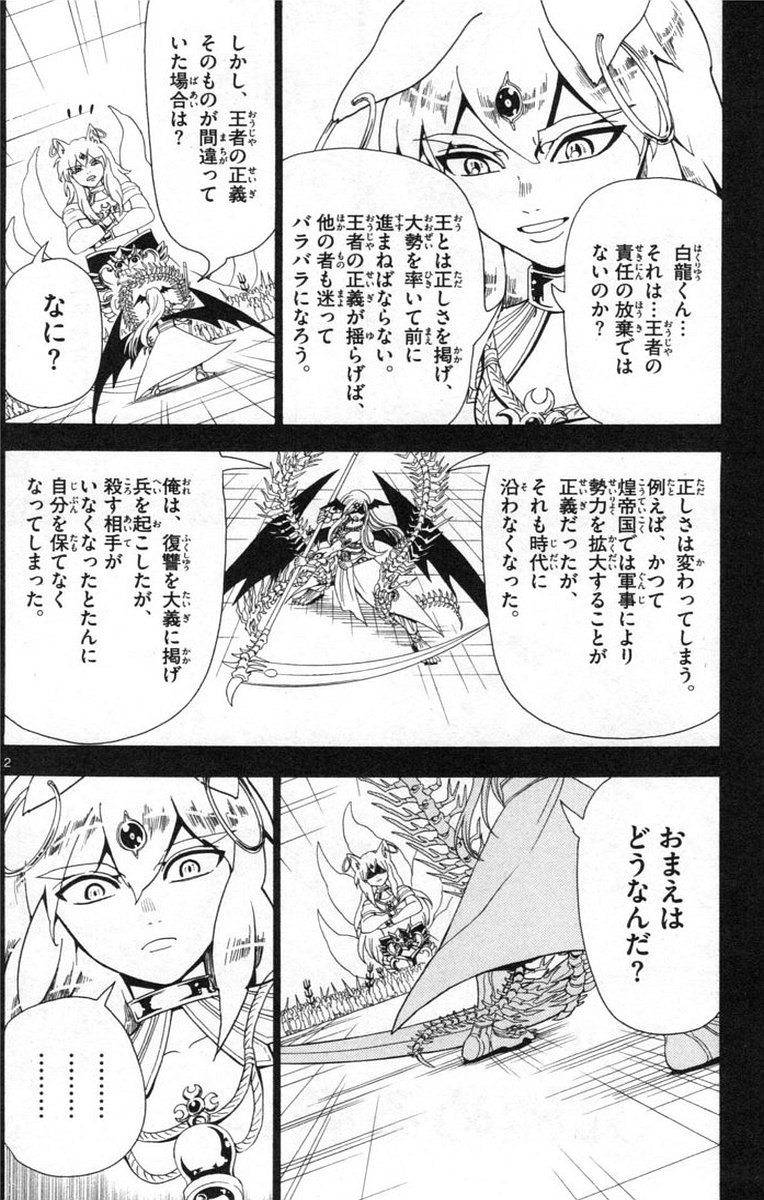 白龍くん…
それは…王者の
責任の放棄では
ないのか?
王とは正しさを掲げ、
大勢を率いて前に
進まねばならない。
王者の正義が揺らげば、
他の者も迷って
バラバラになろう。
しかし、王者の正義
そのものが間違って
いた場合は?
なに?
正しさは変わってしまう。
例えば、かつて
煌帝国では軍事により
勢力を拡大することが
正義だったが、
それも時代に
沿わなくなった。
俺は、復讐を大義に掲げ
兵を起こしたが、
殺す相手が
いなくなったとたんに
自分を保てなく
なってしまった。
おまえは
どうなんだ?
………
………
………
2